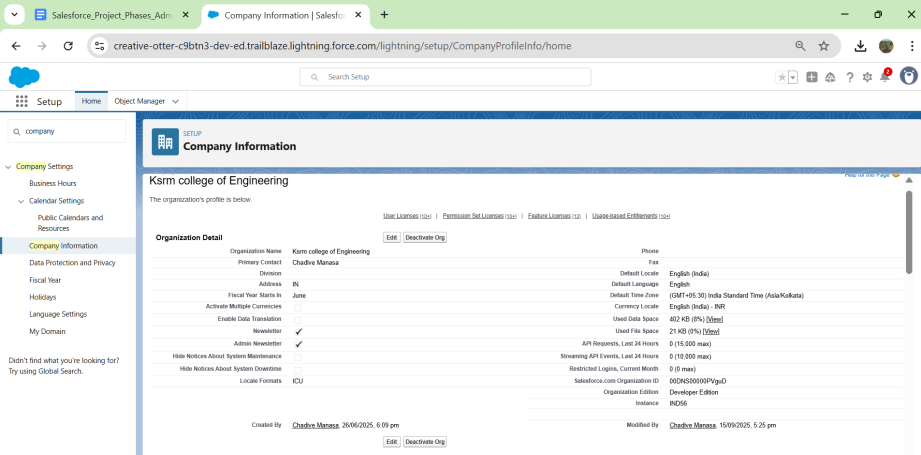 Salesforce_Project_Phases_Adm
Company Information | Salesfor
creative-otter-c9btn3-dev-ed.trailblaze.lightning.force.com/lightning/setup/CompanyProfileInfo/home
Search Setup
2
Setup Home Object Manager
company
SETUP
Company Information
Company Settings
Business Hours
Calendar Settings
Public Calendars and
Resources
Company Information
Data Protection and Privacy
Fiscal Year
Holidays
Language Settings
My Domain
Didn't find what you're looking for?
Try using Global Search.
Help for this Page
Ksrm college of Engineering
The organization's profile is below.
User Licenses [10+] | Permission Set Licenses [10+] | Feature Licenses [13] | Usage-based Entitlements [10+]
Organization Detail Edit Deactivate Org
Organization Name Ksrm college of Engineering Phone
Primary Contact Chadive Manasa Fax
Division Default Locale English (India)
Address IN Default Language English
Fiscal Year Starts In June Default Time Zone (GMT+05:30) India Standard Time (Asia/Kolkata)
Activate Multiple Currencies Currency Locale English (India) - INR
Enable Data Translation Used Data Space 402 KB (8%) [View]
Newsletter Used File Space 21 KB (0%) [View]
Admin Newsletter API Requests, Last 24 Hours 0 (15,000 max)
Hide Notices About System Maintenance Streaming API Events, Last 24 Hours 0 (10,000 max)
Hide Notices About System Downtime Restricted Logins, Current Month 0 (0 max)
Locale Formats ICU Salesforce.com Organization ID 00DNS00000PVguD
Organization Edition Developer Edition
Instance IND56
Created By Chadive Manasa, 26/06/2025, 6:09 pm Modified By Chadive Manasa, 15/09/2025, 5:25 pm
Edit Deactivate Org